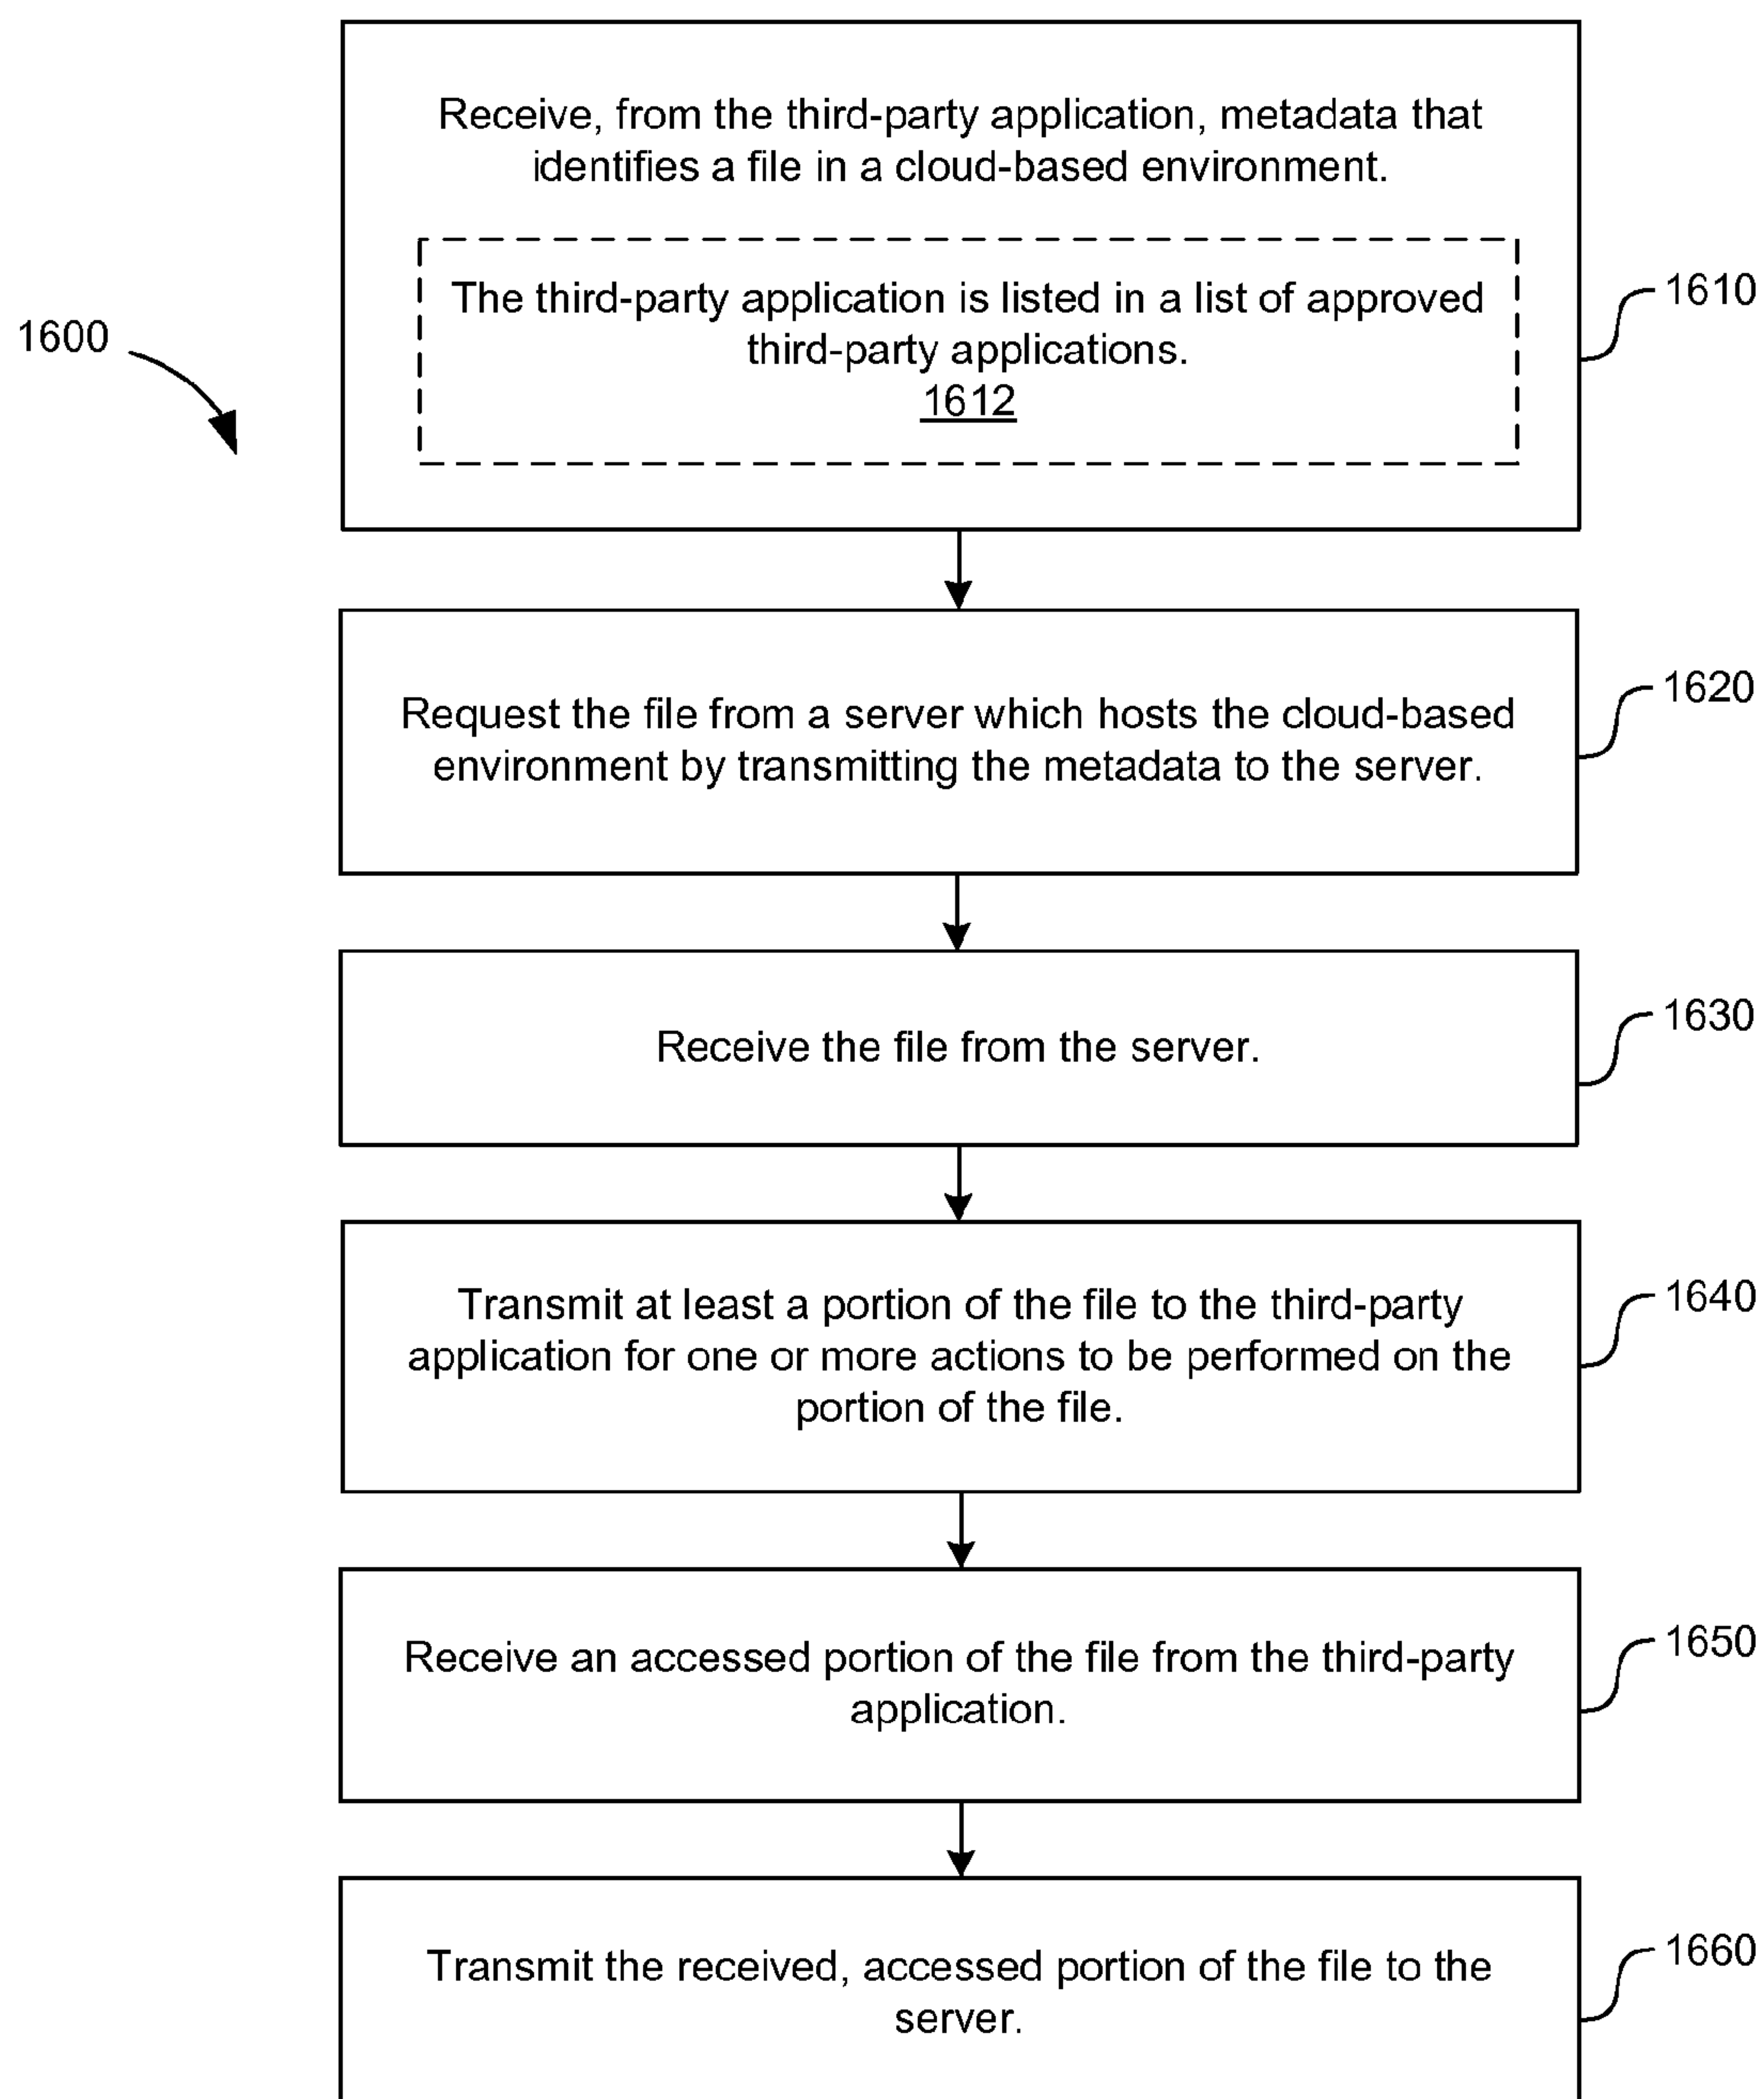 Receive, from the third-party application, metadata that
identifies a file in a cloud-based environment.
The third-party application is listed in a list of approved
third-party applications.
1612
1610
1600
Request the file from a server which hosts the cloud-based
environment by transmitting the metadata to the server.
1620
Receive the file from the server.
1630
Transmit at least a portion of the file to the third-party
application for one or more actions to be performed on the
portion of the file.
1640
Receive an accessed portion of the file from the third-party
application.
1650
Transmit the received, accessed portion of the file to the
server.
1660